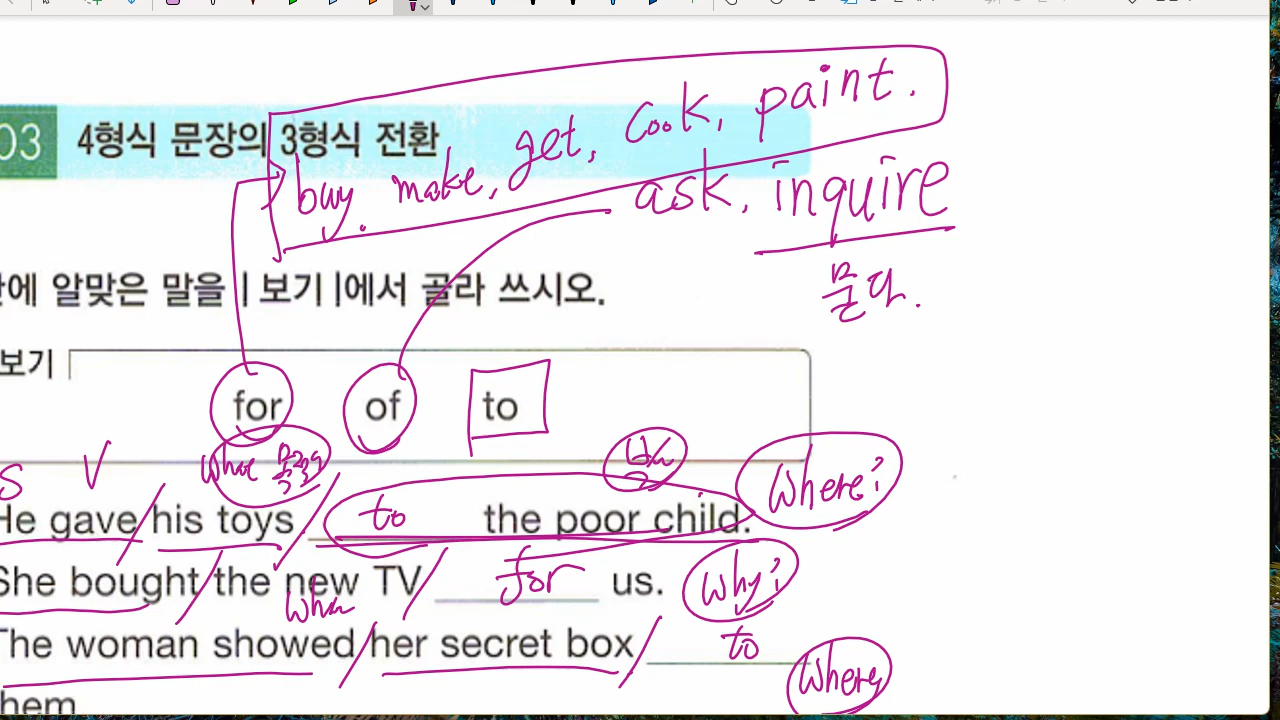 cook, paint.
03 4형식 문장의 3형식 전환
buy, make, get,
ask, inquire
묻다.
에 알맞은 말을 | 보기 |에서 골라 쓰시오.
보기
for of to
S V
Where?
He gave / his toys / to the poor child.
She bought / the new TV / for us. Why?
The woman showed / her secret box / to
Where
them